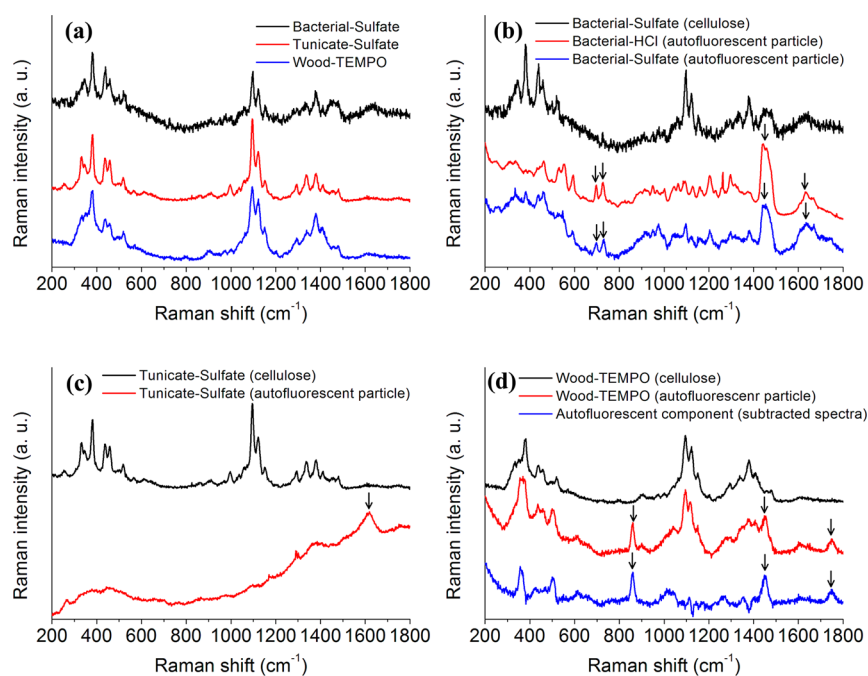 (a)
Bacterial-Sulfate
Tunicate-Sulfate
Wood-TEMPO
Raman intensity (a. u.)
200 400 600 800 1000 1200 1400 1600 1800
Raman shift (cm-1)
(b)
Bacterial-Sulfate (cellulose)
Bacterial-HCl (autofluorescent particle)
Bacterial-Sulfate (autofluorescent particle)
Raman intensity (a. u.)
200 400 600 800 1000 1200 1400 1600 1800
Raman shift (cm-1)
(c)
Tunicate-Sulfate (cellulose)
Tunicate-Sulfate (autofluorescent particle)
Raman intensity (a. u.)
200 400 600 800 1000 1200 1400 1600 1800
Raman shift (cm-1)
(d)
Wood-TEMPO (cellulose)
Wood-TEMPO (autofluorescenr particle)
Autofluorescent component (subtracted spectra)
Raman intensity (a. u.)
200 400 600 800 1000 1200 1400 1600 1800
Raman shift (cm-1)